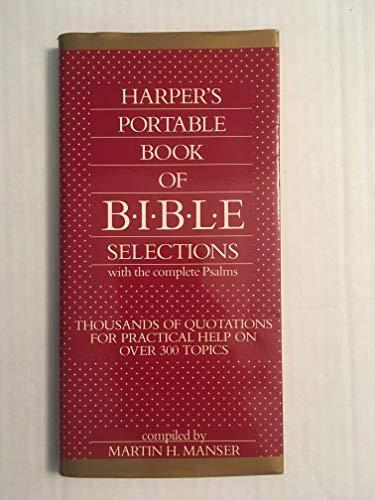 HARPER'S
PORTABLE
BOOK
OF
B·I·B·L·E
SELECTIONS
with the complete Psalms
THOUSANDS OF QUOTATIONS
FOR PRACTICAL HELP ON
OVER 300 TOPICS
compiled by
MARTIN H. MANSER